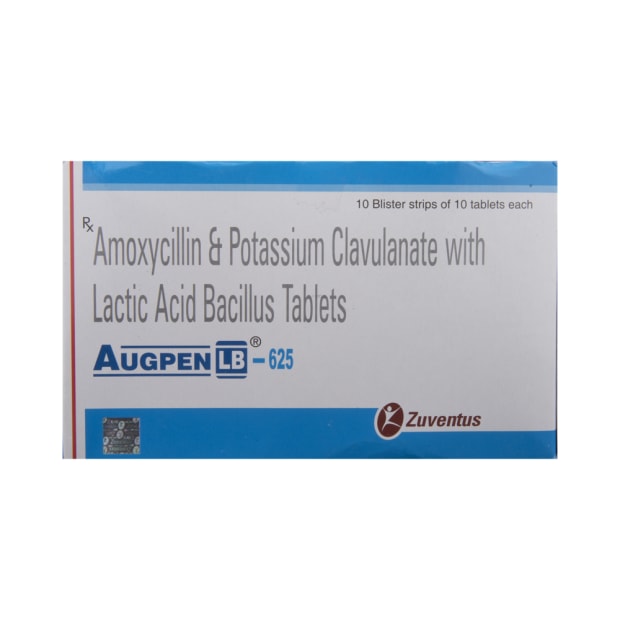 10 Blister strips of 10 tablets each
Rx
Amoxycillin & Potassium Clavulanate with
Lactic Acid Bacillus Tablets
AUGPEN LB® - 625
Zuventus